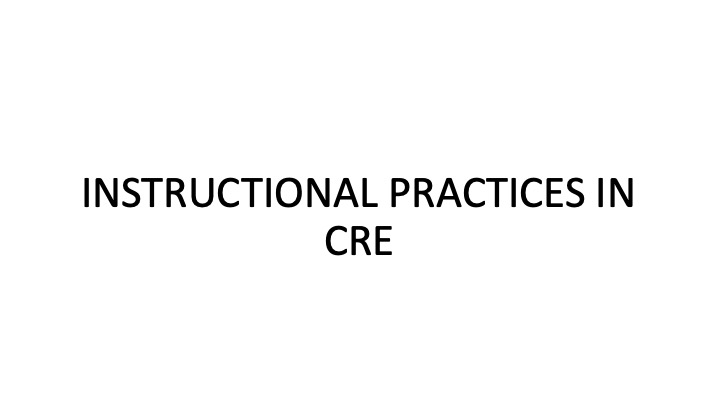 INSTRUCTIONAL PRACTICES IN
CRE